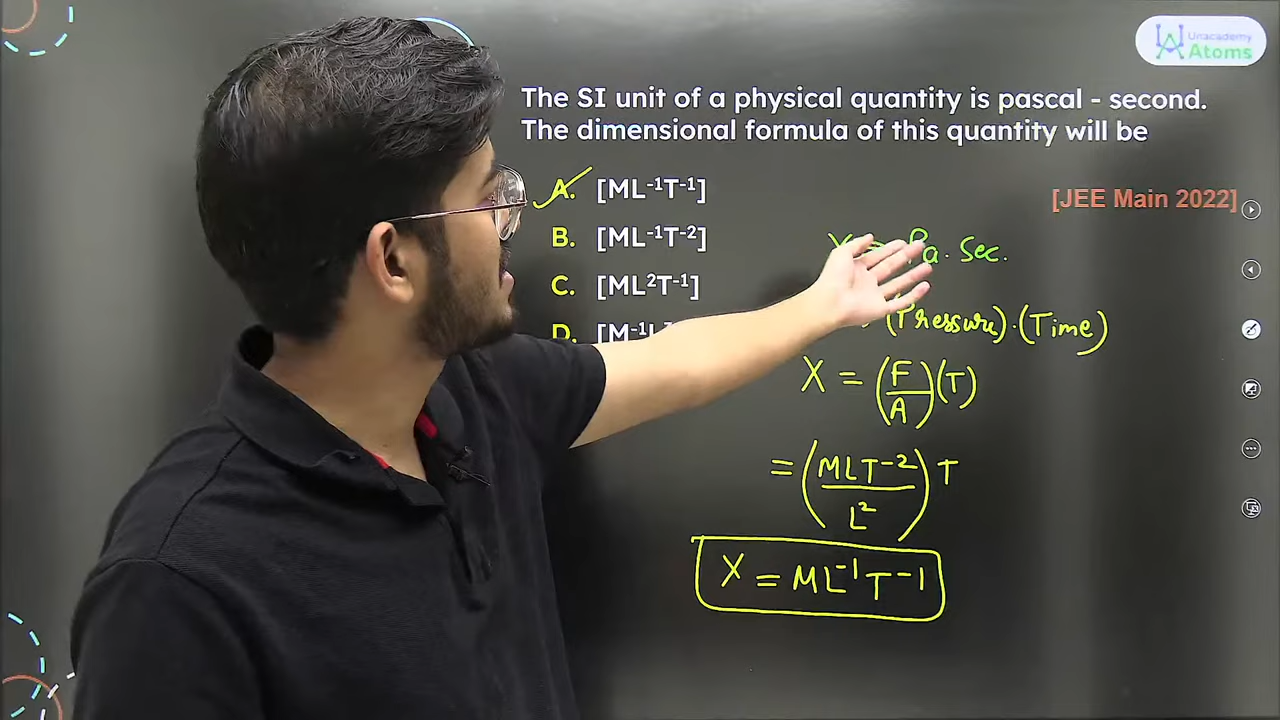 Unacademy
Atoms
The SI unit of a physical quantity is pascal - second.
The dimensional formula of this quantity will be
A. [ML⁻¹T⁻¹]
[JEE Main 2022]
B. [ML⁻¹T⁻²]
C. [ML²T⁻¹]
D.
Pa. Sec.
(Pressure).(Time)
X = (F/A)(T)
= (MLT⁻²/L²) T
X = ML⁻¹T⁻¹